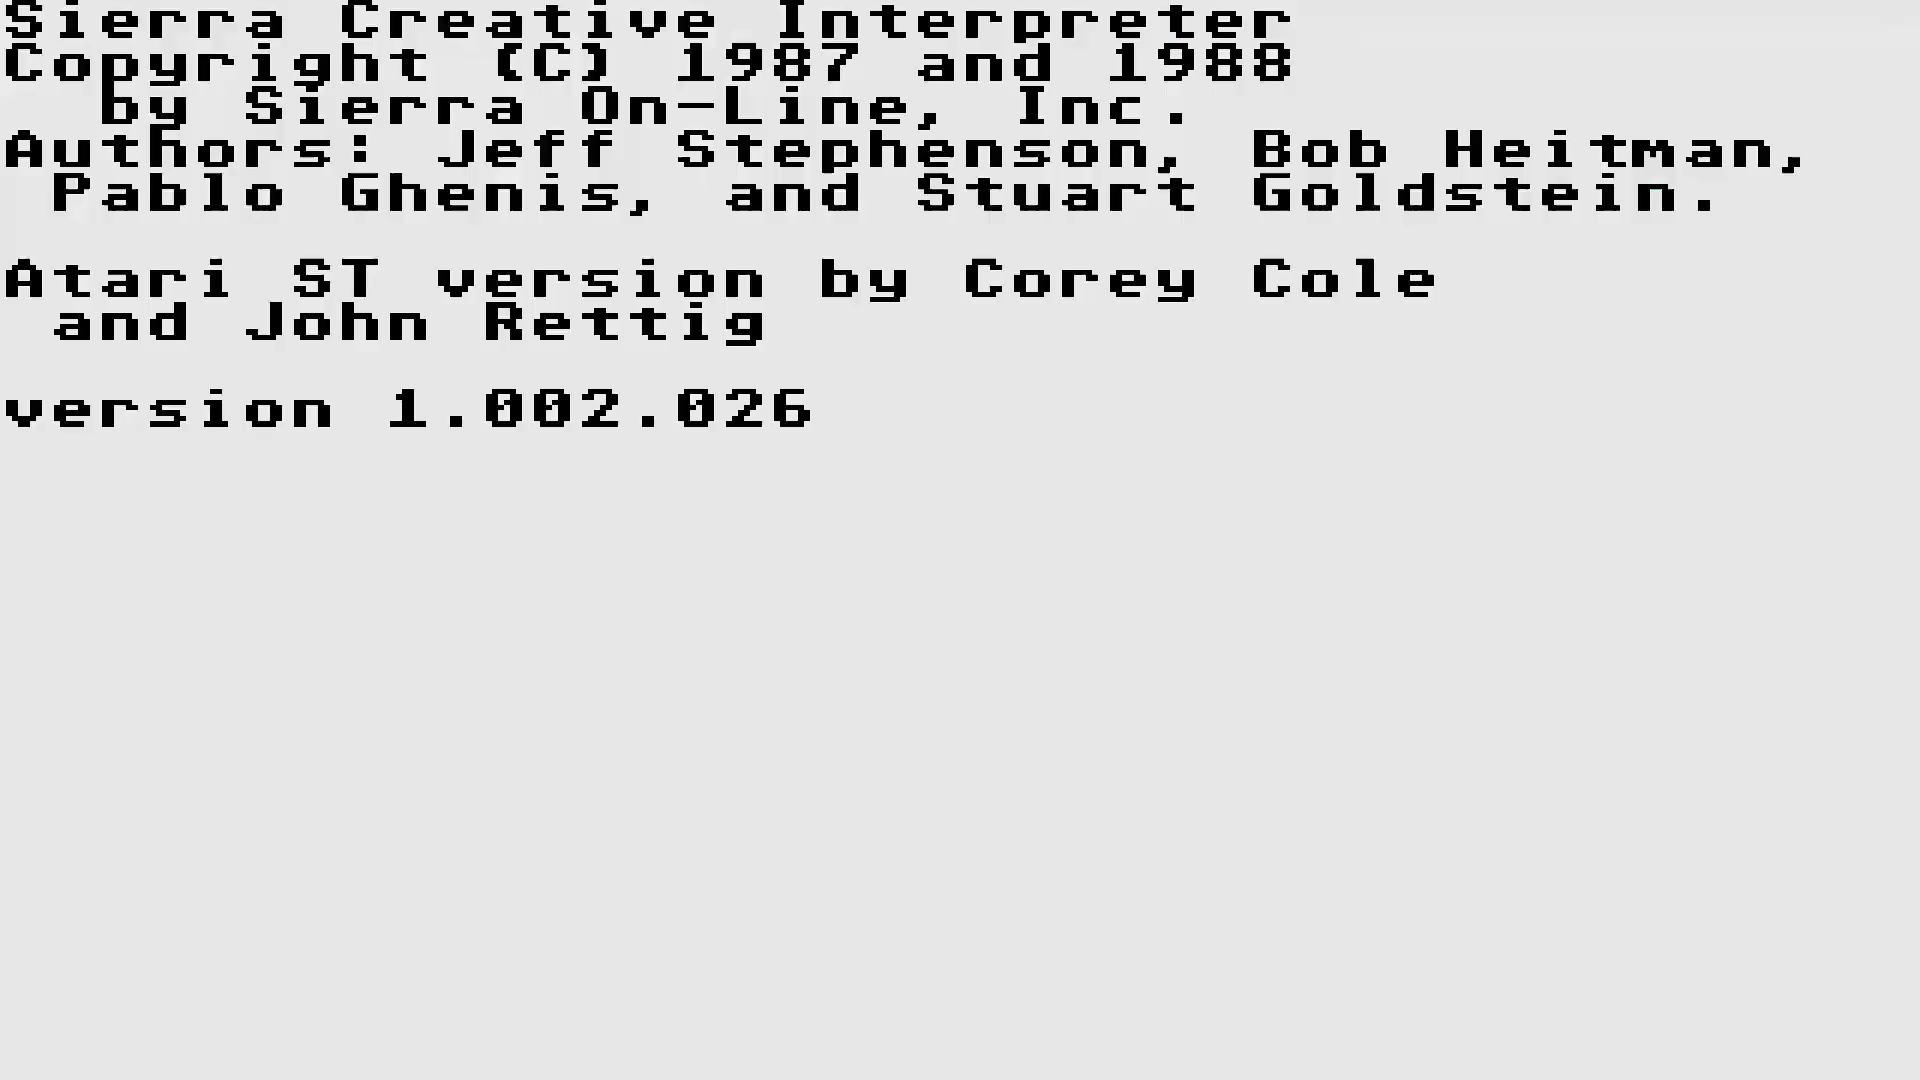 Sierra Creative Interpreter
Copyright (C) 1987 and 1988
by Sierra On-Line, Inc.
Authors: Jeff Stephenson, Bob Heitman,
Pablo Ghenis, and Stuart Goldstein.
Atari ST version by Corey Cole
and John Rettig
version 1.002.026